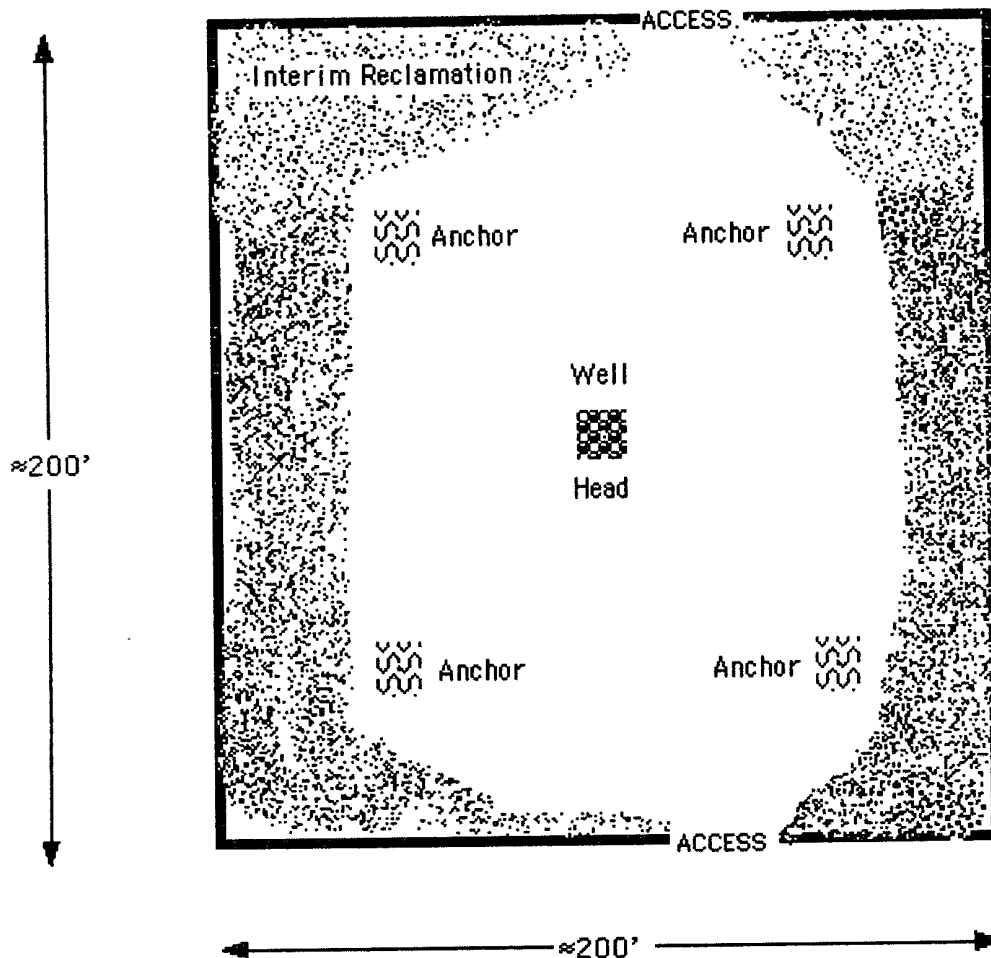 ACCESS
Interim Reclamation
Anchor
Anchor
Well
Head
≈200'
Anchor
Anchor
ACCESS
≈200'